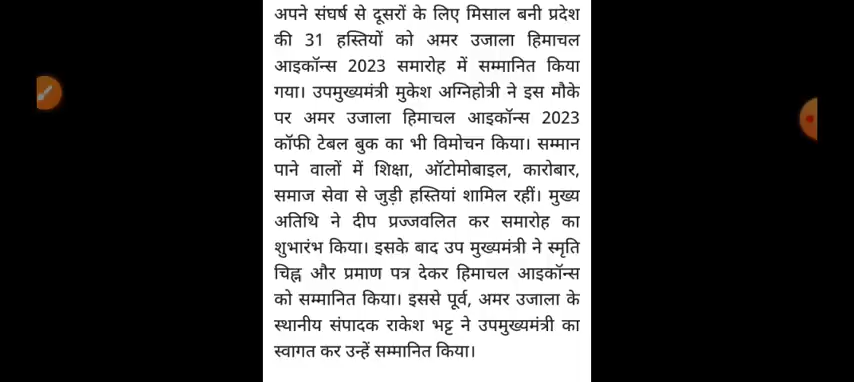 अपने संघर्ष से दूसरों के लिए मिसाल बनी प्रदेश
की 31 हस्तियों को अमर उजाला हिमाचल
आइकॉन्स 2023 समारोह में सम्मानित किया
गया। उपमुख्यमंत्री मुकेश अग्निहोत्री ने इस मौके
पर अमर उजाला हिमाचल आइकॉन्स 2023
कॉफी टेबल बुक का भी विमोचन किया। सम्मान
पाने वालों में शिक्षा, ऑटोमोबाइल, कारोबार,
समाज सेवा से जुड़ी हस्तियां शामिल रहीं। मुख्य
अतिथि ने दीप प्रज्जवलित कर समारोह का
शुभारंभ किया। इसके बाद उप मुख्यमंत्री ने स्मृति
चिह्न और प्रमाण पत्र देकर हिमाचल आइकॉन्स
को सम्मानित किया। इससे पूर्व, अमर उजाला के
स्थानीय संपादक राकेश भट्ट ने उपमुख्यमंत्री का
स्वागत कर उन्हें सम्मानित किया।